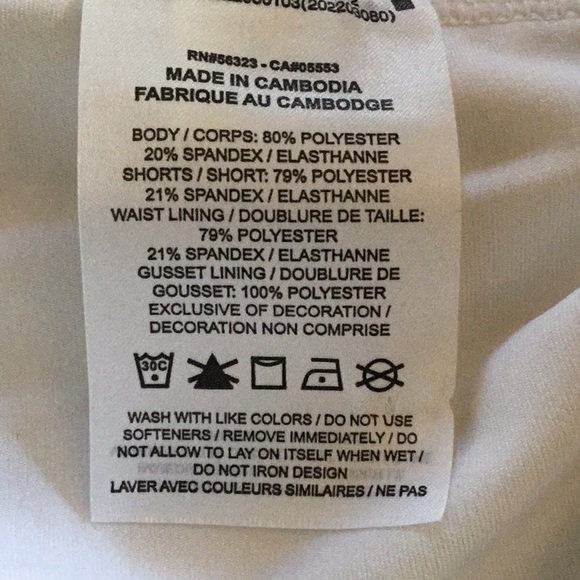 RN#56323 - CA#05553
MADE IN CAMBODIA
FABRIQUE AU CAMBODGE
BODY / CORPS: 80% POLYESTER
20% SPANDEX / ELASTHANNE
SHORTS / SHORT: 79% POLYESTER
21% SPANDEX / ELASTHANNE
WAIST LINING / DOUBLURE DE TAILLE:
79% POLYESTER
21% SPANDEX / ELASTHANNE
GUSSET LINING / DOUBLURE DE
GOUSSET: 100% POLYESTER
EXCLUSIVE OF DECORATION /
DECORATION NON COMPRISE
30C
WASH WITH LIKE COLORS / DO NOT USE
SOFTENERS / REMOVE IMMEDIATELY / DO
NOT ALLOW TO LAY ON ITSELF WHEN WET /
DO NOT IRON DESIGN
LAVER AVEC COULEURS SIMILAIRES / NE PAS